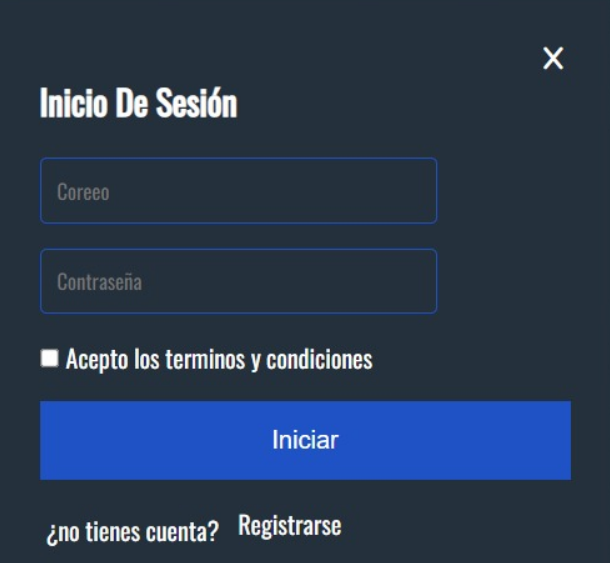 X
Inicio De Sesión
Coreeo
Contraseña
Acepto los terminos y condiciones
Iniciar
¿no tienes cuenta? Registrarse